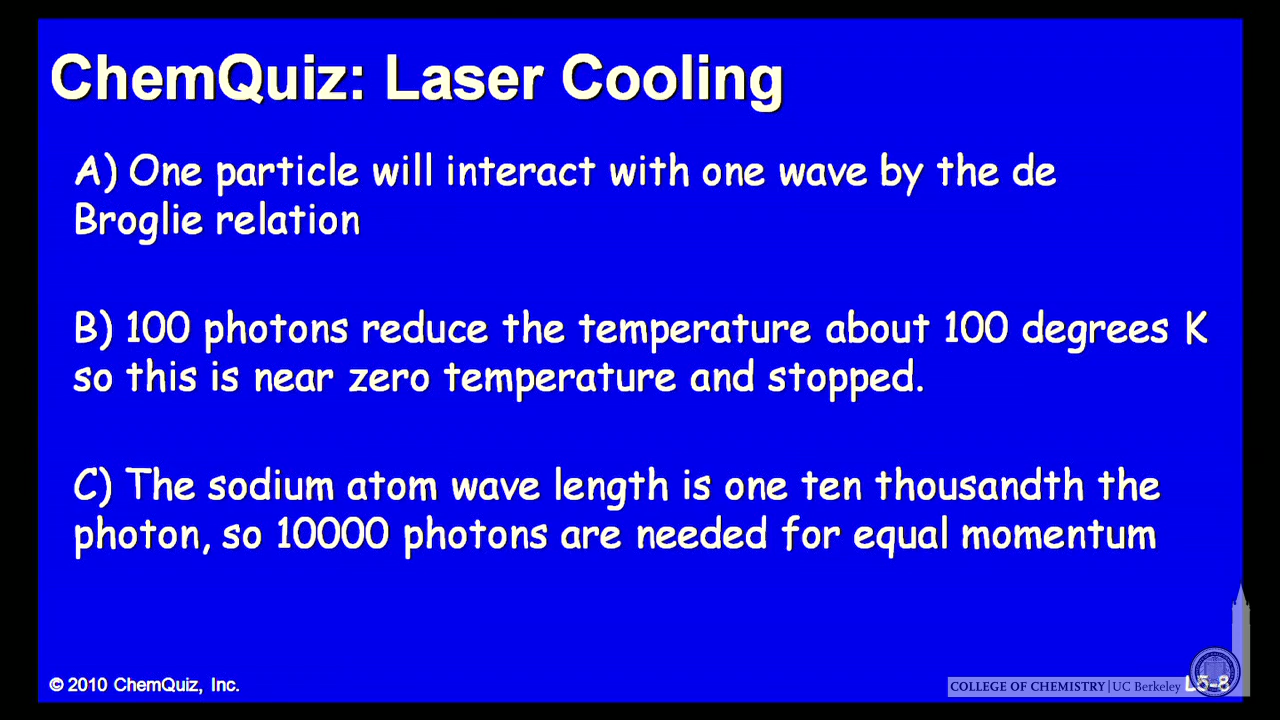 ChemQuiz: Laser Cooling
A) One particle will interact with one wave by the de
Broglie relation
B) 100 photons reduce the temperature about 100 degrees K
so this is near zero temperature and stopped.
C) The sodium atom wave length is one ten thousandth the
photon, so 10000 photons are needed for equal momentum
© 2010 ChemQuiz, Inc.
COLLEGE OF CHEMISTRY | UC Berkeley
L5-8